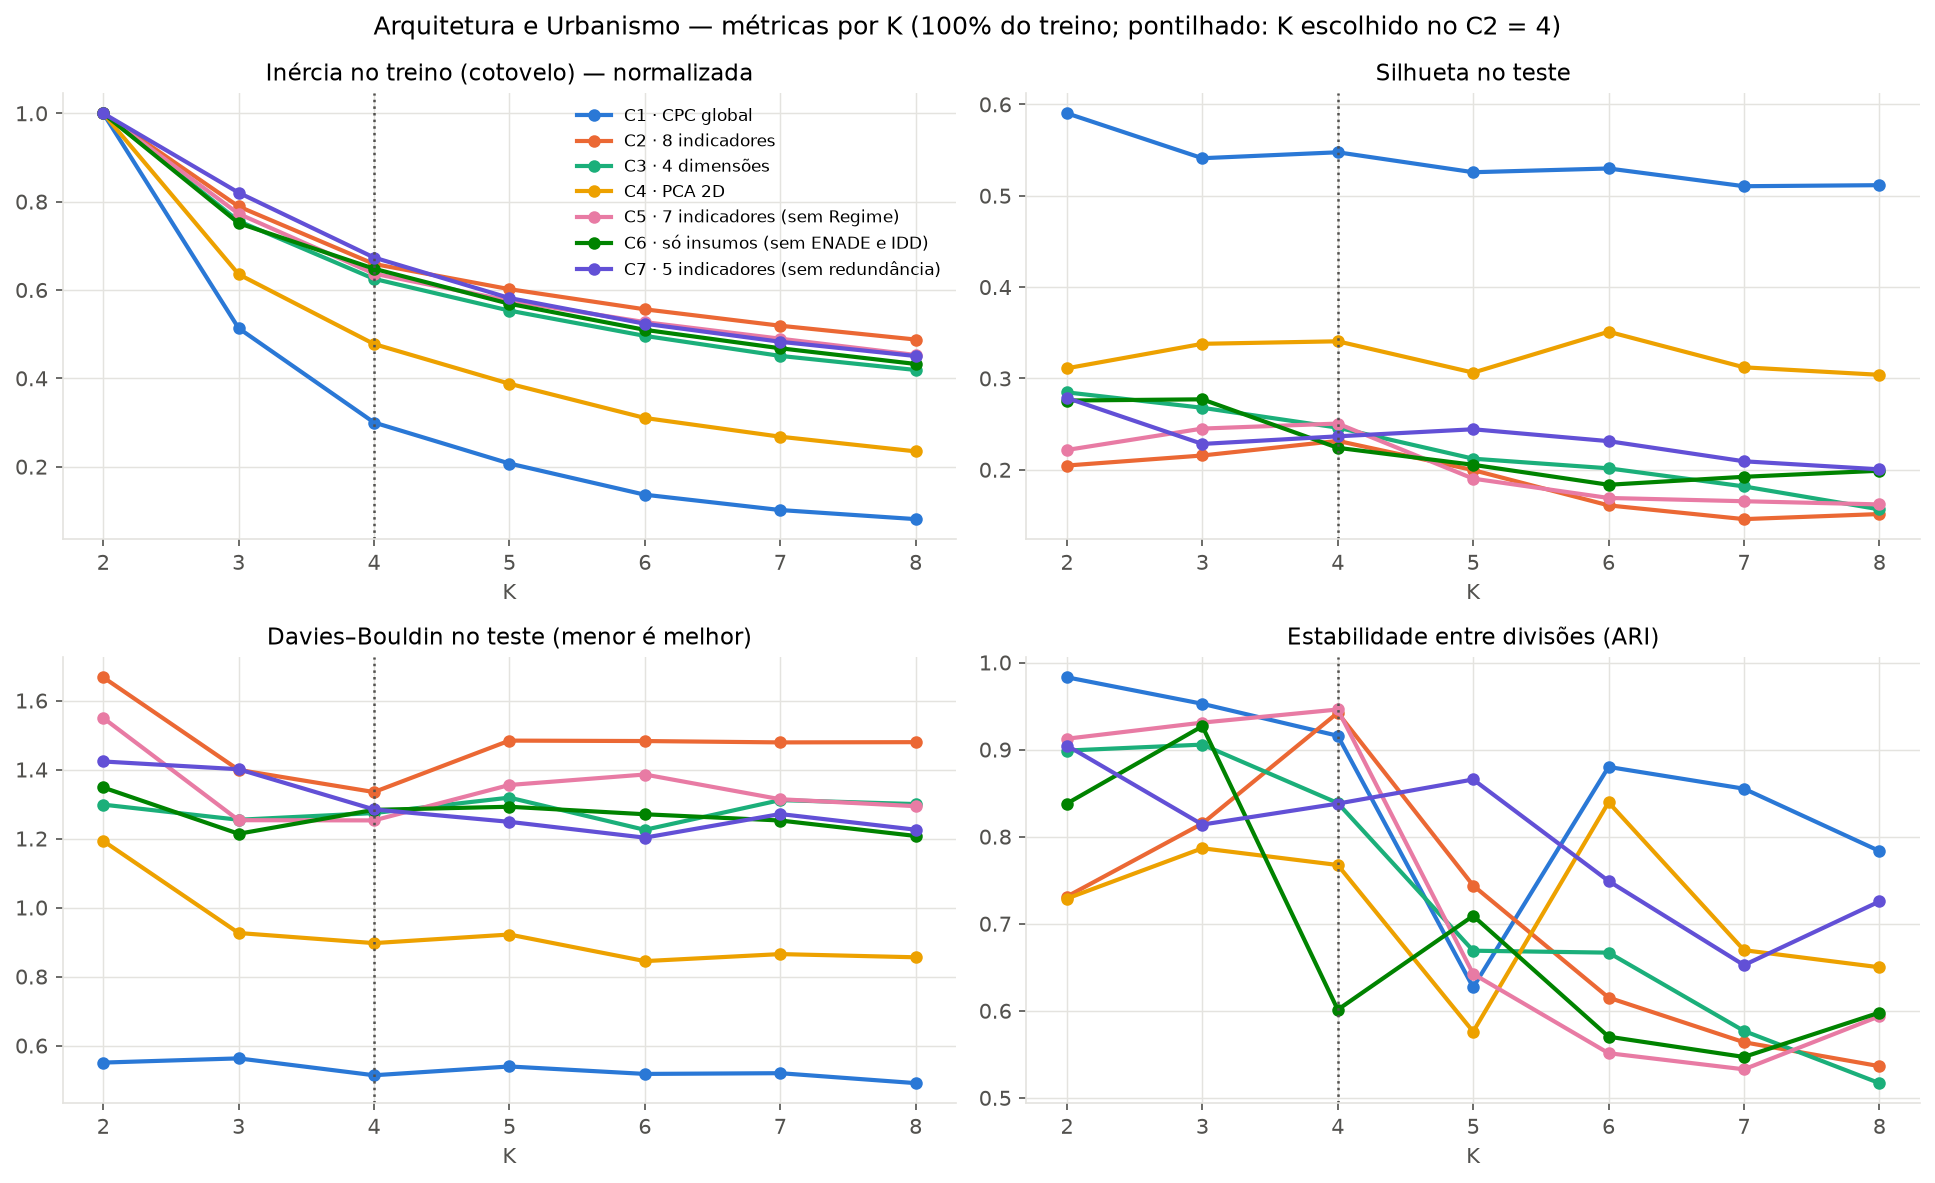 Arquitetura e Urbanismo — métricas por K (100% do treino; pontilhado: K escolhido no C2 = 4)
Inércia no treino (cotovelo) — normalizada
1.0
0.8
0.6
0.4
0.2
C1 · CPC global
C2 · 8 indicadores
C3 · 4 dimensões
C4 · PCA 2D
C5 · 7 indicadores (sem Regime)
C6 · só insumos (sem ENADE e IDD)
C7 · 5 indicadores (sem redundância)
2 3 4 5 6 7 8
K
Silhueta no teste
0.6
0.5
0.4
0.3
0.2
2 3 4 5 6 7 8
K
Davies–Bouldin no teste (menor é melhor)
1.6
1.4
1.2
1.0
0.8
0.6
2 3 4 5 6 7 8
K
Estabilidade entre divisões (ARI)
1.0
0.9
0.8
0.7
0.6
0.5
2 3 4 5 6 7 8
K